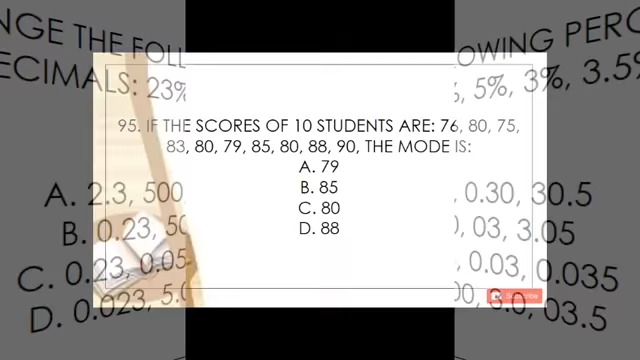 NGE THE FOLL
OWING PERC
ECIMALS: 23%
%, 5%, 3%, 3.5%
95. IF THE SCORES OF 10 STUDENTS ARE: 76, 80, 75,
83, 80, 79, 85, 80, 88, 90, THE MODE IS:
A. 79
B. 85
C. 80
D. 88
A. 2.3, 500
, 0.30, 30.5
B. 0.23, 50
0, 03, 3.05
C. 0.23, 0.05
, 0.03, 0.035
D. 0.023, 5.0
00, 3.0, 03.5
Subscribe